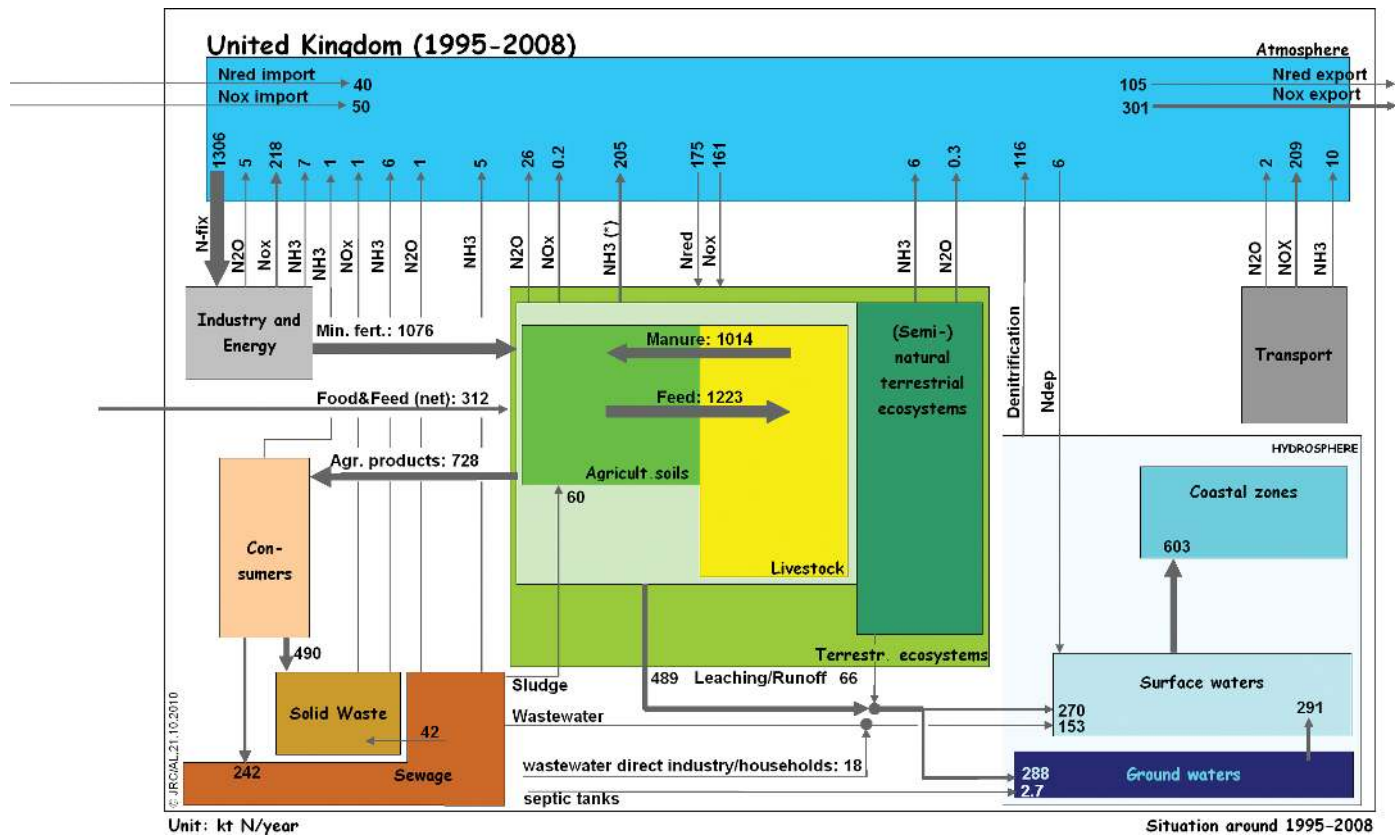 United Kingdom (1995-2008)
Atmosphere
Nred import
40
105
Nred export
Nox import
50
301
Nox export
1306
5
218
7
1
1
6
1
5
26
0.2
205
175
161
6
0.3
116
6
2
209
10
N-fix
N2O
Nox
NH3
NH3
NOx
NH3
N2O
NH3
N2O
NOx
NH3 (*)
Nred
Nox
NH3
N2O
Denitrification
Ndep
N2O
NOX
NH3
Industry and
Energy
Min. fert.: 1076
Manure: 1014
(Semi-)
natural
terrestrial
ecosystems
Transport
Food&Feed (net): 312
Feed: 1223
HYDROSPHERE
Agr. products: 728
Agricult.soils
60
Coastal zones
603
Con-
sumers
Livestock
490
Terrestr. ecosystems
Sludge
489
Leaching/Runoff 66
Surface waters
Solid Waste
Wastewater
270
153
291
42
242
Sewage
wastewater direct industry/households: 18
288
2.7
Ground waters
septic tanks
© JRC/AL,21.10.2010
Unit: kt N/year
Situation around 1995-2008